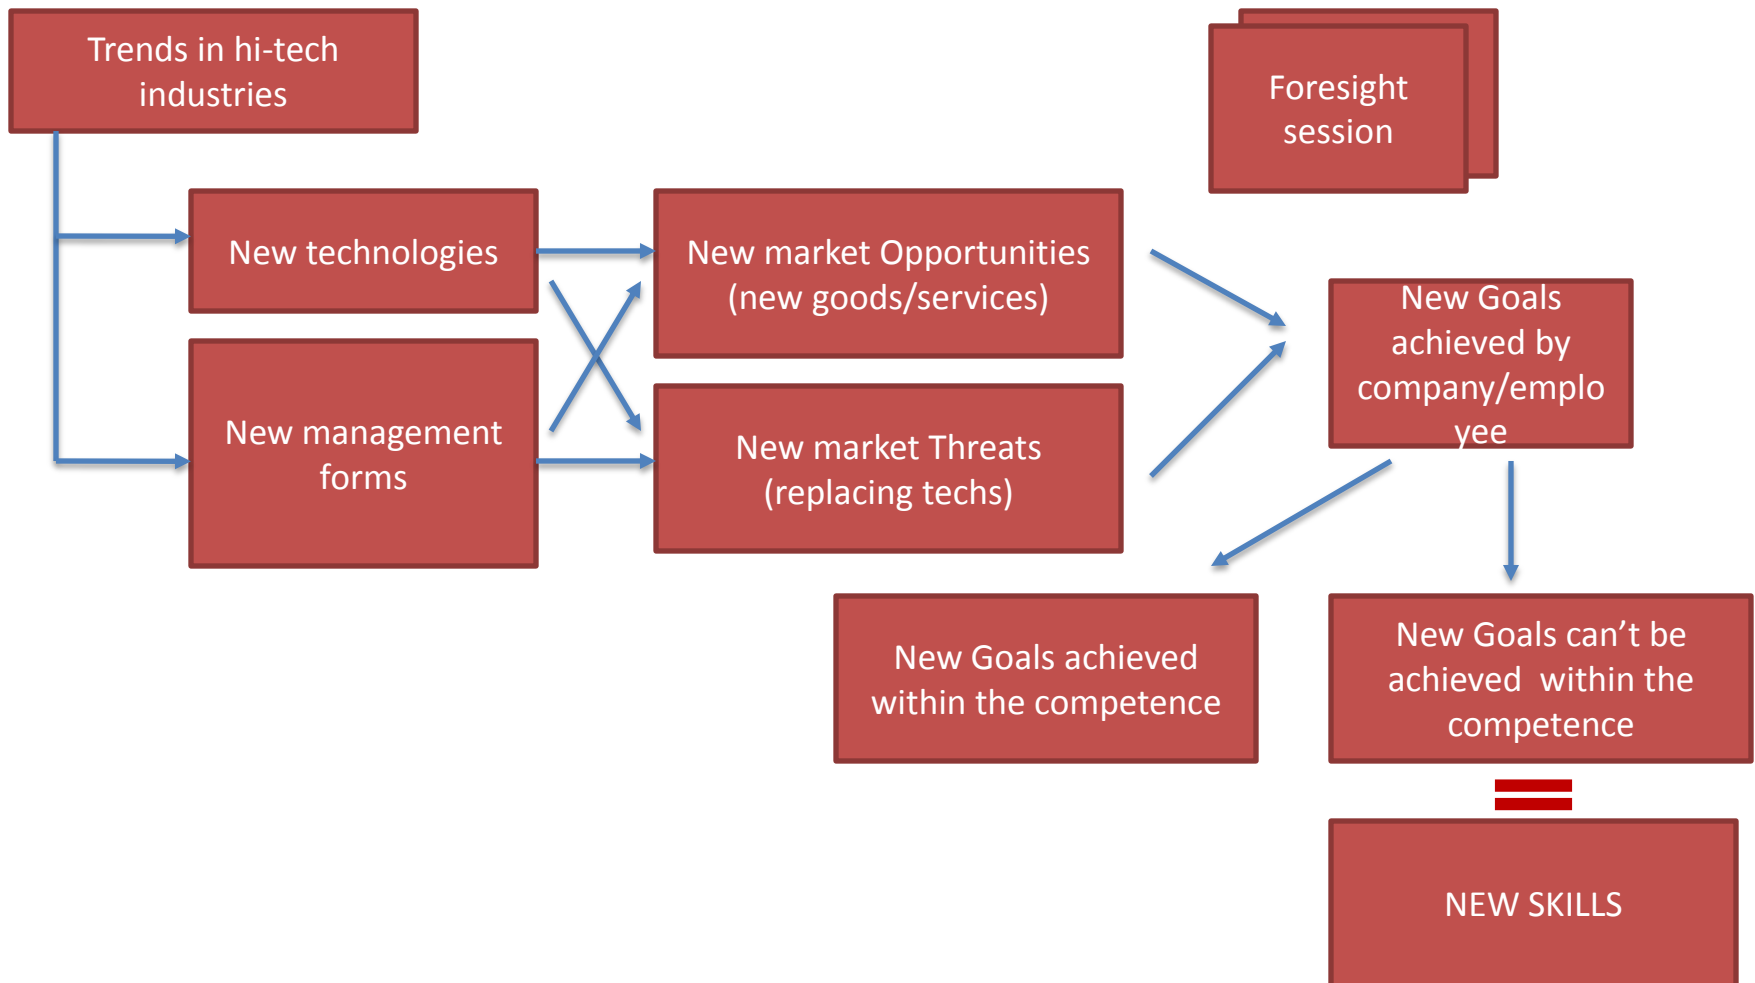 Trends in hi-tech
industries
Foresight
session
New technologies
New market Opportunities
(new goods/services)
New Goals
achieved by
company/emplo
yee
New management
forms
New market Threats
(replacing techs)
New Goals achieved
within the competence
New Goals can’t be
achieved  within the
competence
NEW SKILLS